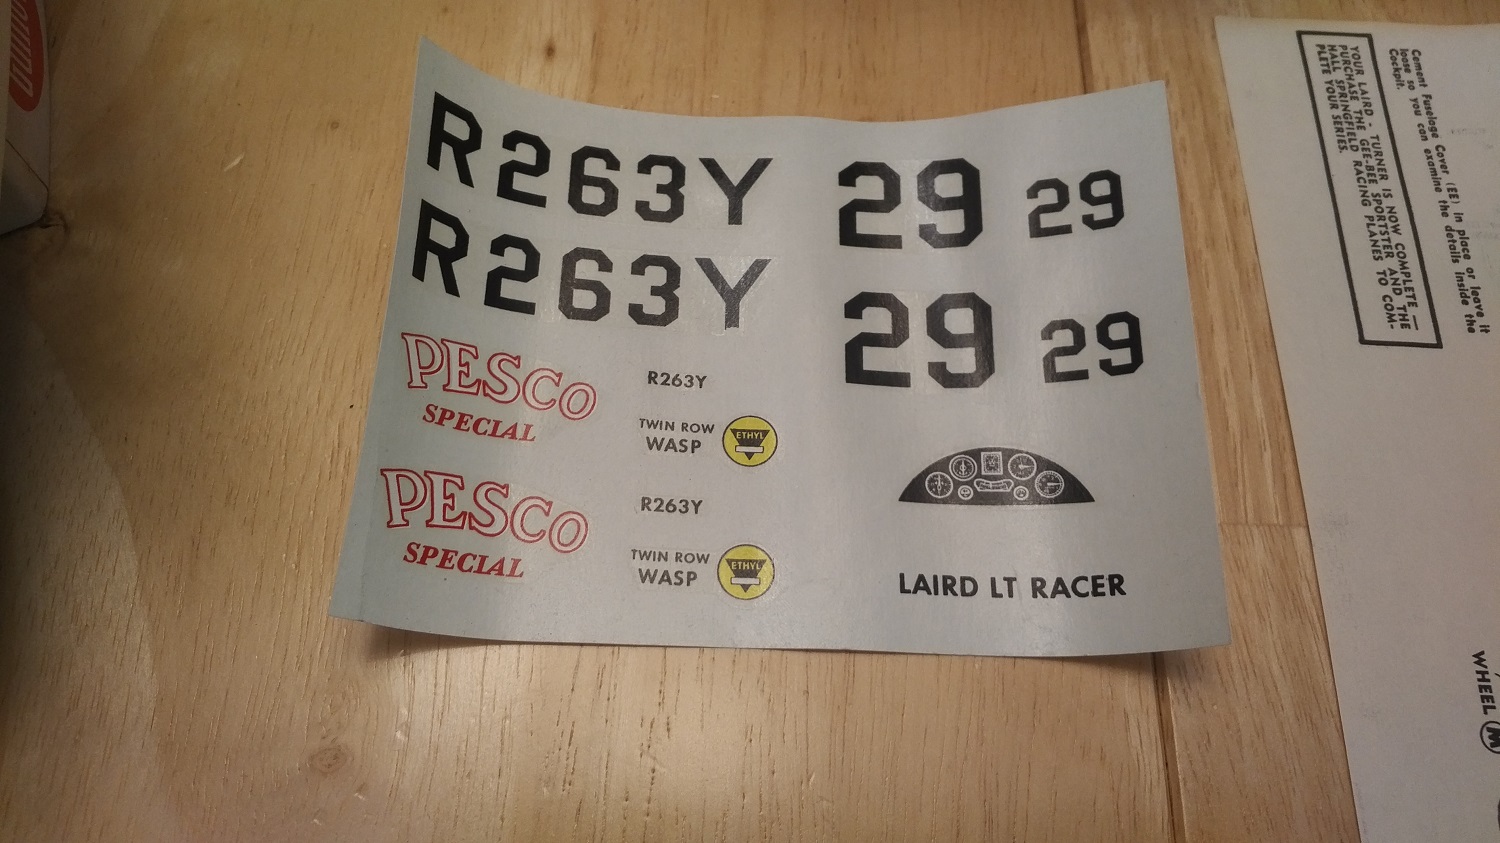 R263Y
R263Y
29
29
29
29
PESCO
SPECIAL
PESCO
SPECIAL
R263Y
TWIN ROW
WASP
ETHYL
R263Y
TWIN ROW
WASP
ETHYL
LAIRD LT RACER
Cement Fuselage Cover (EE) in place or leave it
loose so you can examine the details inside the
Cockpit.
YOUR LAIRD - TURNER IS NOW COMPLETE —
PURCHASE THE GEE-BEE SPORTSTER AND THE
HALL SPRINGFIELD RACING PLANES TO COM-
PLETE YOUR SERIES.
WHEEL M